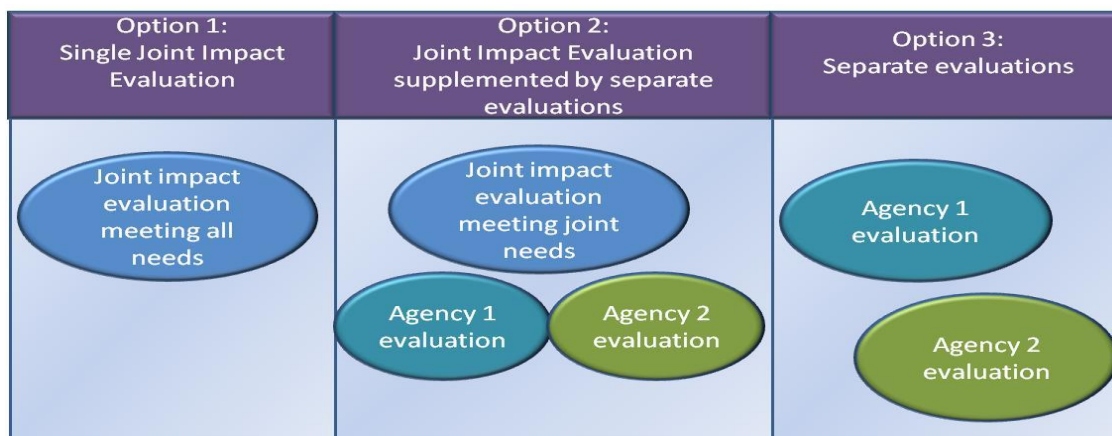 Option 1:
Single Joint Impact
Evaluation
Option 2:
Joint Impact Evaluation
supplemented by separate
evaluations
Option 3:
Separate evaluations
Joint impact
evaluation
meeting all
needs
Joint impact
evaluation
meeting joint
needs
Agency 1
evaluation
Agency 2
evaluation
Agency 1
evaluation
Agency 2
evaluation